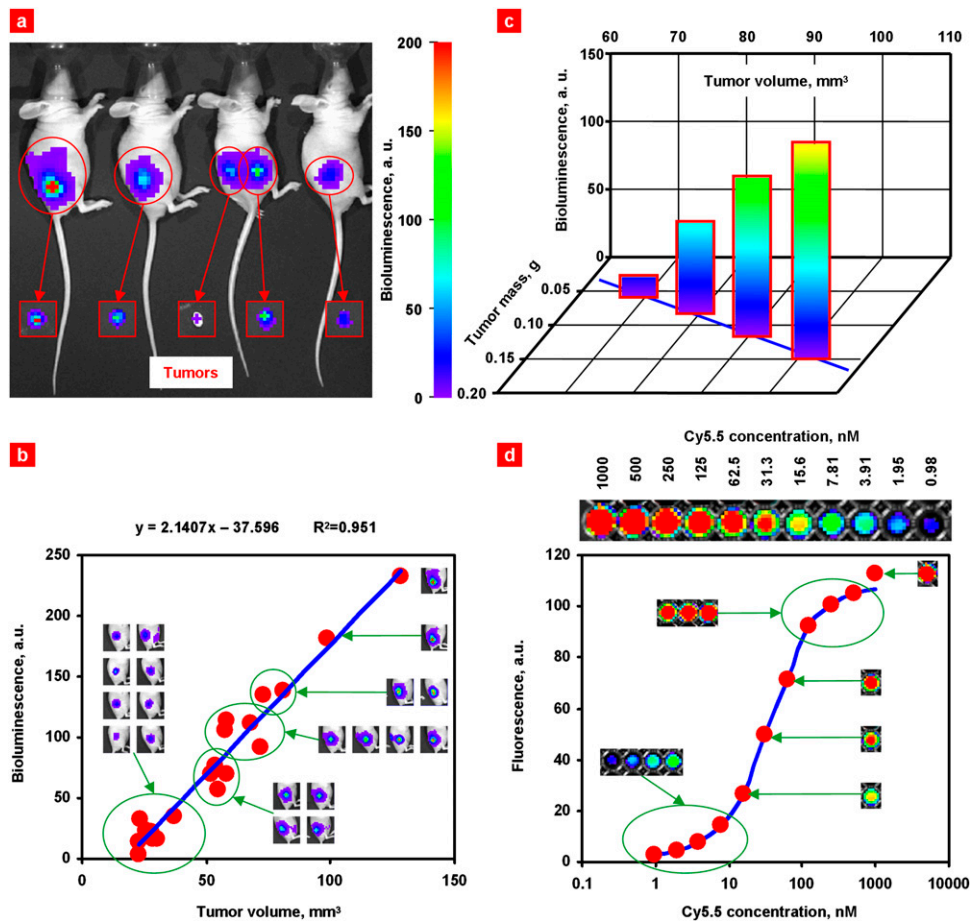 a
200
150
100
50
0
Bioluminescence, a. u.
Tumors
c
60 70 80 90 100 110
Tumor volume, mm³
150
100
50
0
Bioluminescence, a. u.
0.05
0.10
0.15
0.20
Tumor mass, g
b
y = 2.1407x – 37.596 R²=0.951
250
200
150
100
50
0
Bioluminescence, a.u.
0 50 100 150
Tumor volume, mm³
d
Cy5.5 concentration, nM
1000 500 250 125 62.5 31.3 15.6 7.81 3.91 1.95 0.98
120
100
80
60
40
20
0
Fluorescence, a.u.
0.1 1 10 100 1000 10000
Cy5.5 concentration, nM